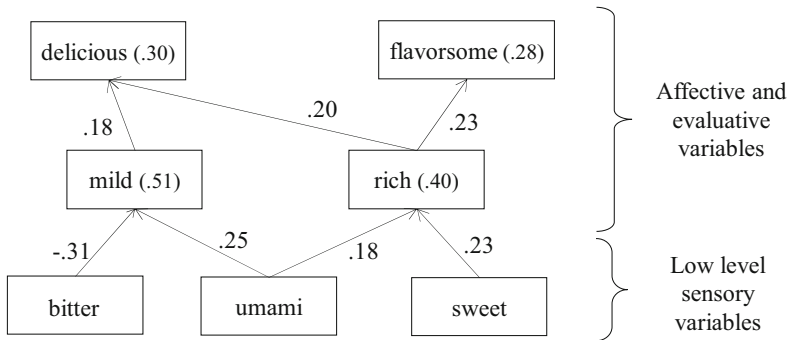 delicious (.30)
flavorsome (.28)
.20
.18
.23
Affective and
evaluative
variables
mild (.51)
rich (.40)
-.31
.25
.18
.23
bitter
umami
sweet
Low level
sensory
variables